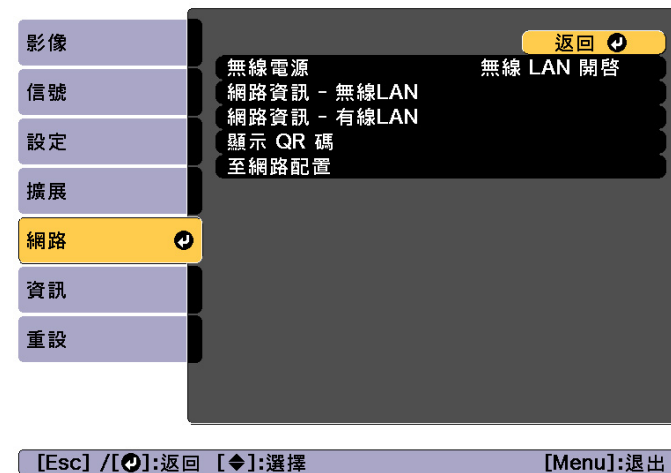 影像
信號
設定
擴展
網路
資訊
重設
返回
無線電源 無線 LAN 開啓
網路資訊 - 無線LAN
網路資訊 - 有線LAN
顯示 QR 碼
至網路配置
[Esc] /[⏎]:返回 [◆]:選擇 [Menu]:退出